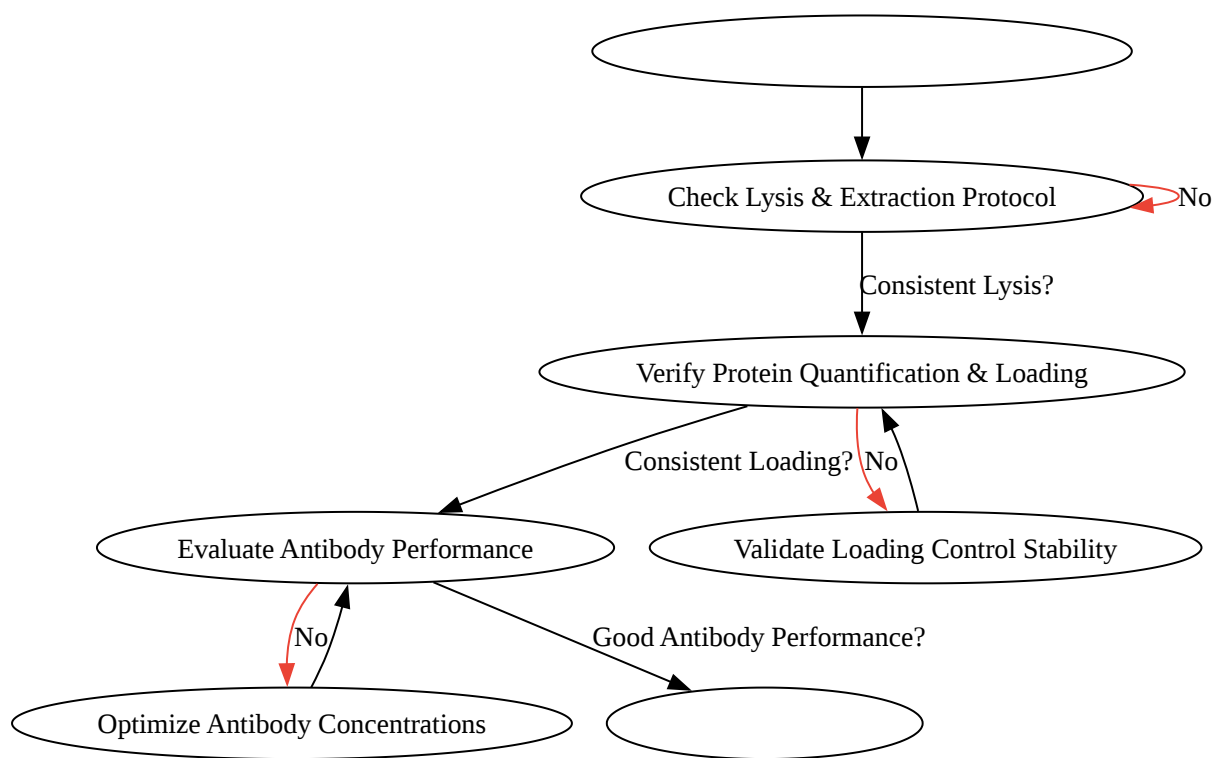 Check Lysis & Extraction Protocol
No
Consistent Lysis?
Verify Protein Quantification & Loading
Consistent Loading?
No
Evaluate Antibody Performance
Validate Loading Control Stability
No
Good Antibody Performance?
Optimize Antibody Concentrations